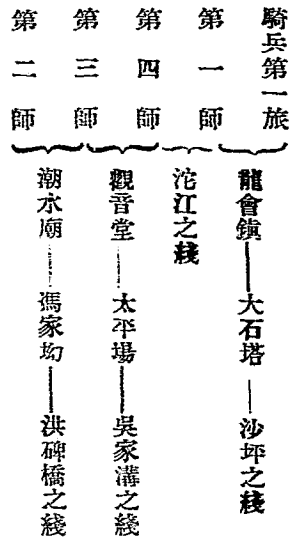 騎兵第一旅
第一師
第四師
第三師
第二師
龍會鎮——大石塔——沙坪之綫
沱江之綫
觀音堂——太平場——吳家溝之綫
潮水廟——馮家坳——洪碑橋之綫